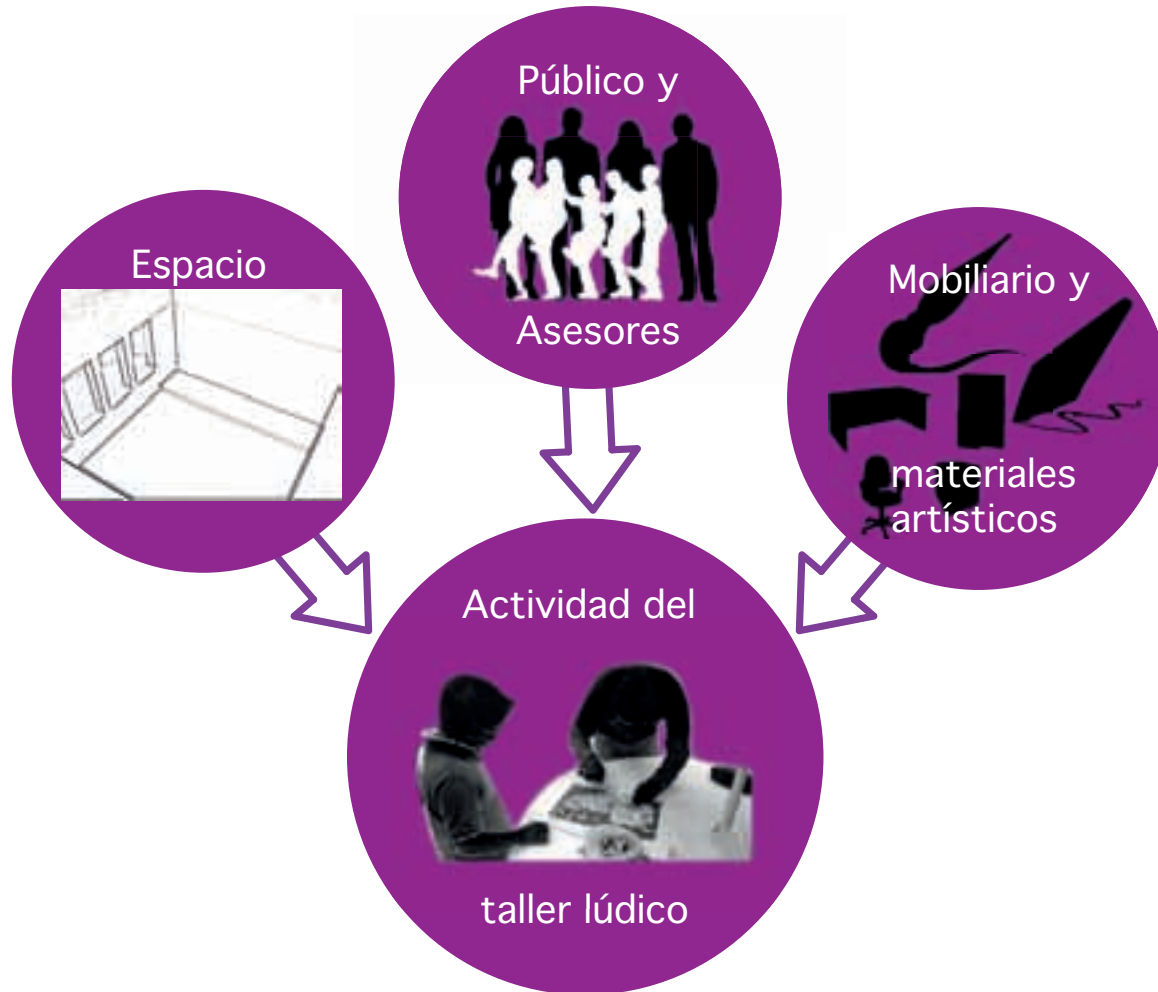 Público y
Asesores
Espacio
Mobiliario y
materiales
artísticos
Actividad del
taller lúdico